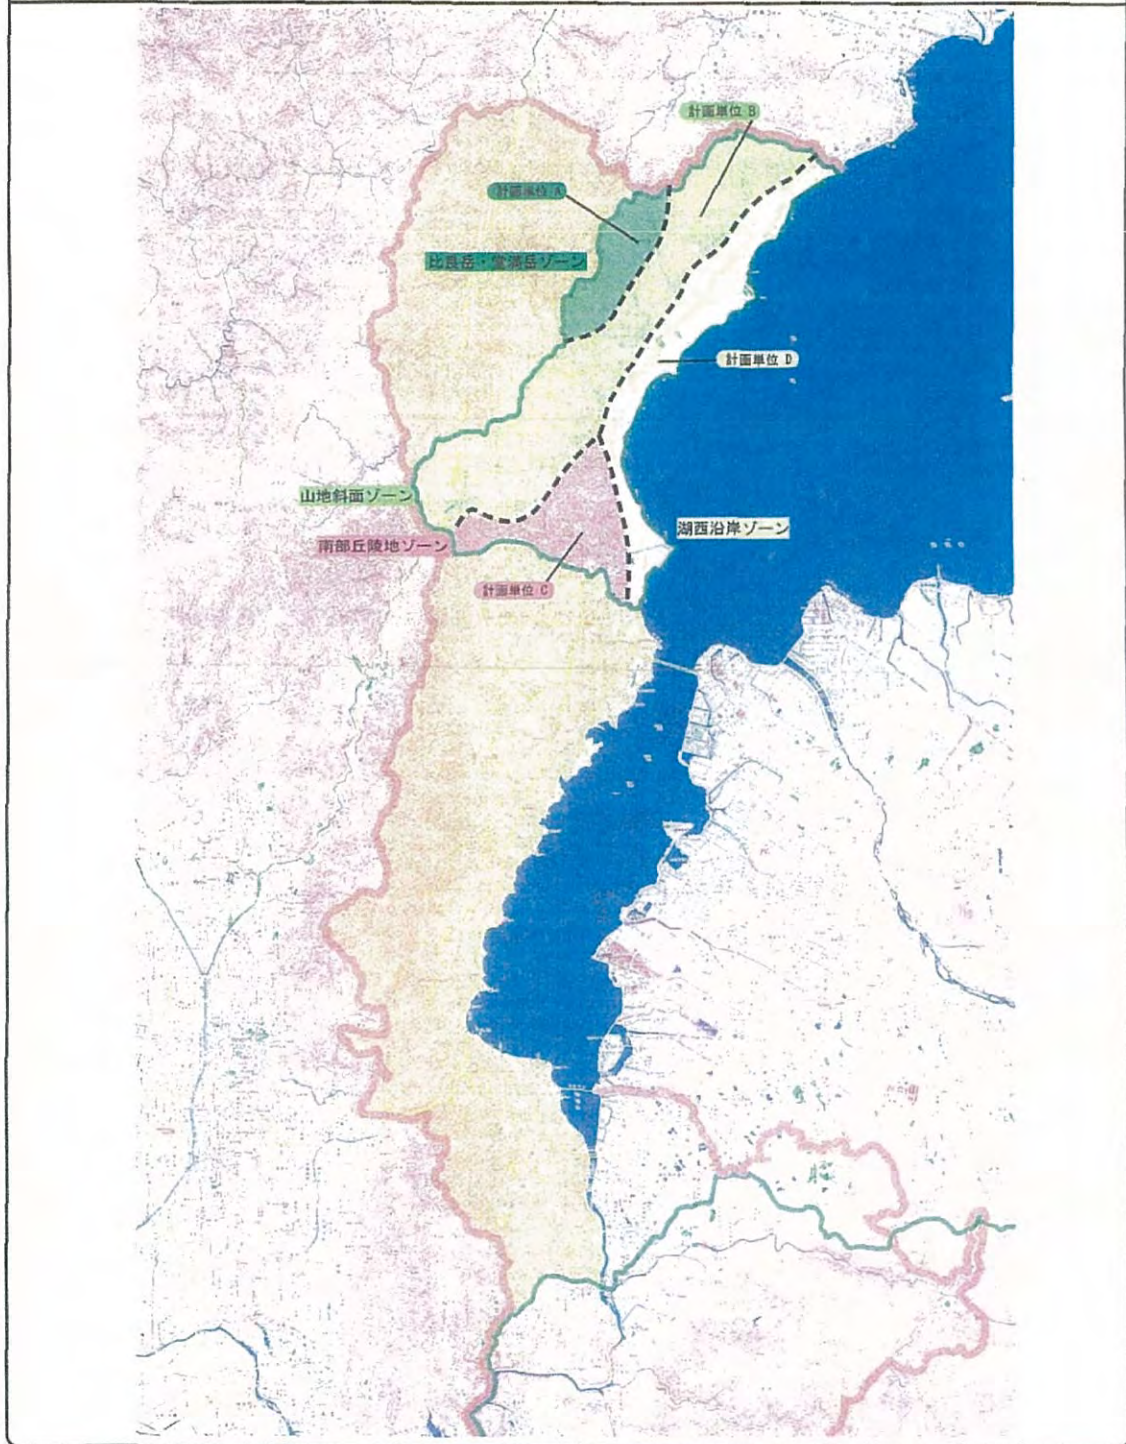 計画単位 B
計画単位 A
比良岳・堂満岳ゾーン
計画単位 D
山地斜面ゾーン
湖西沿岸ゾーン
南部丘陵地ゾーン
計画単位 C